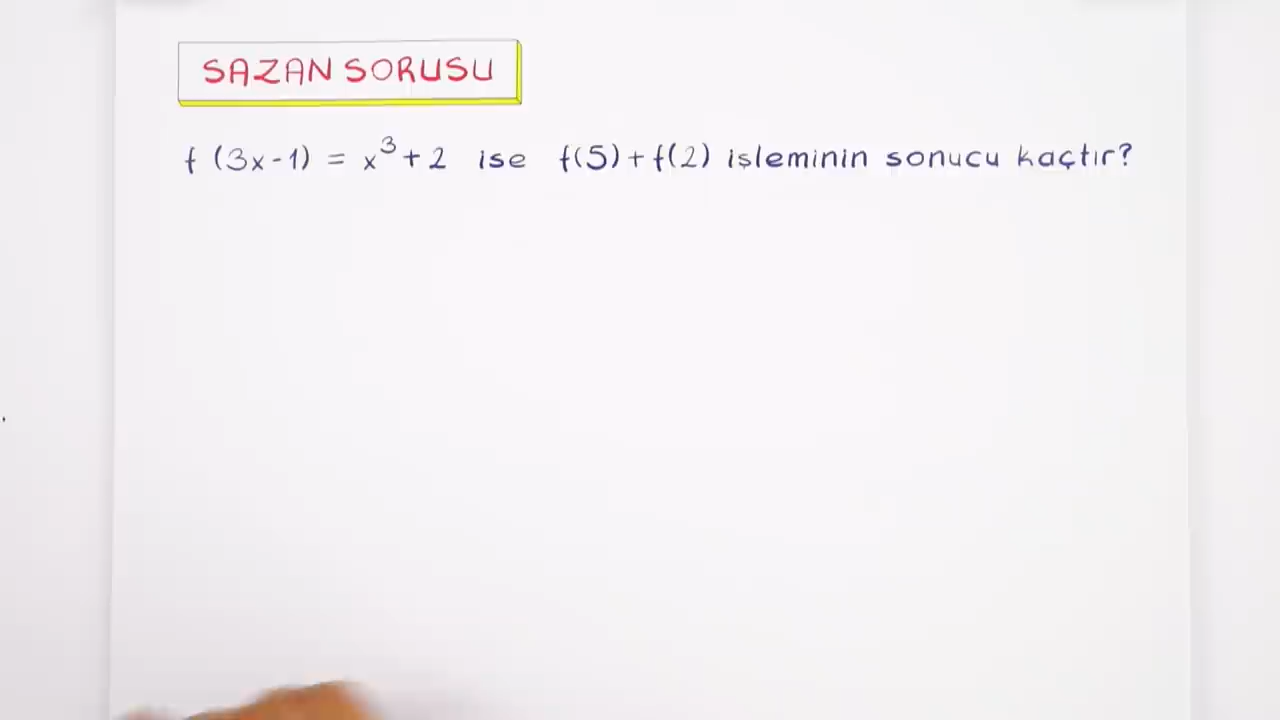 SAZAN SORUSU
f (3x-1) = x³+2 ise f(5)+f(2) işleminin sonucu kaçtır?